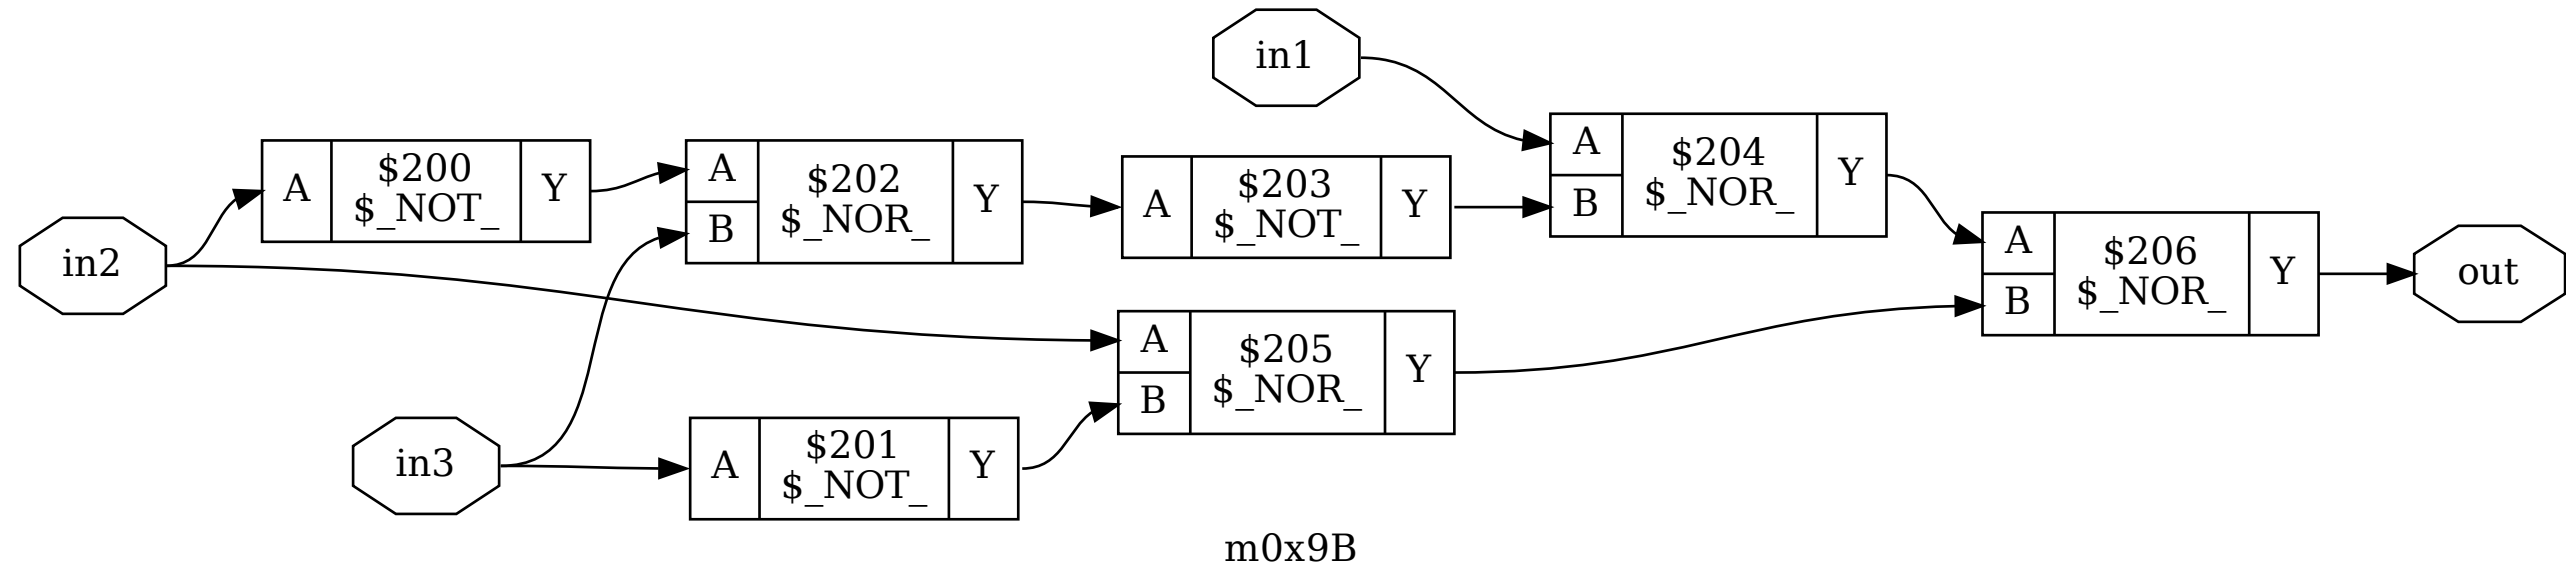 in1
in2
A
$200
$_NOT_
Y
A
B
$202
$_NOR_
Y
A
$203
$_NOT_
Y
A
B
$204
$_NOR_
Y
in3
A
$201
$_NOT_
Y
A
B
$205
$_NOR_
Y
A
B
$206
$_NOR_
Y
out
m0x9B